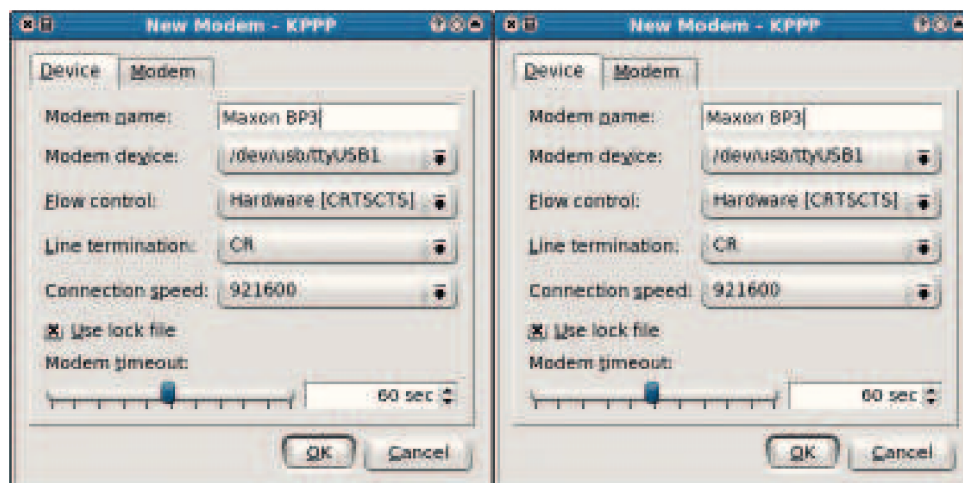 New Modem - KPPP
Device Modem
Modem name: Maxon BP3
Modem device: /dev/usb/ttyUSB1
Flow control: Hardware [CRTSCTS]
Line termination: CR
Connection speed: 921600
Use lock file
Modem timeout:
60 sec
OK Cancel
New Modem - KPPP
Device Modem
Modem name: Maxon BP3
Modem device: /dev/usb/ttyUSB1
Flow control: Hardware [CRTSCTS]
Line termination: CR
Connection speed: 921600
Use lock file
Modem timeout:
60 sec
OK Cancel